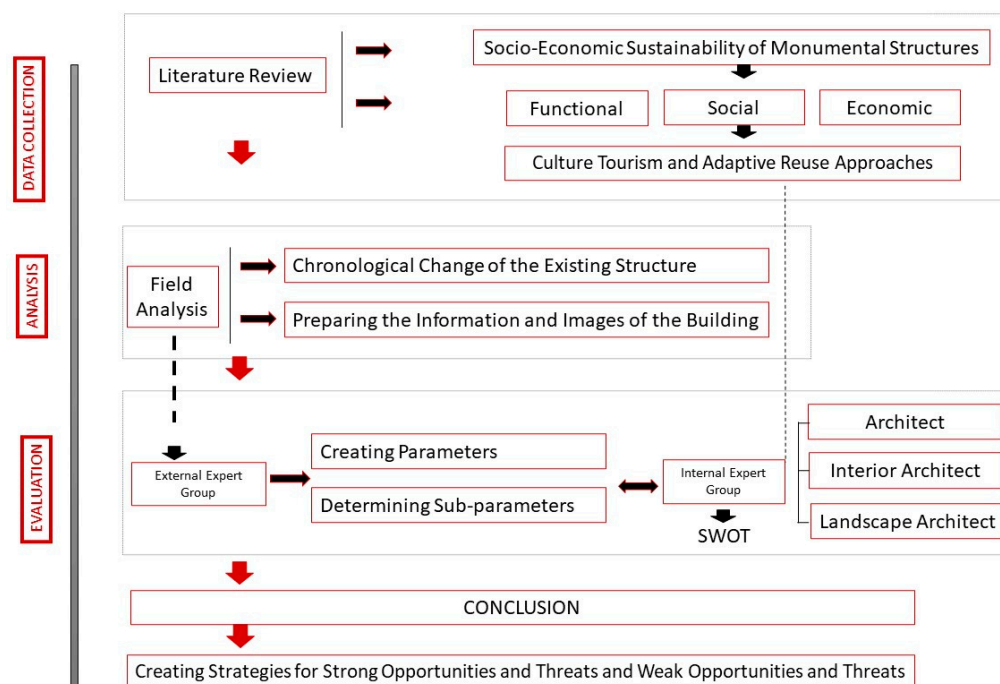 DATA COLLECTION
Literature Review
Socio-Economic Sustainability of Monumental Structures
Functional
Social
Economic
Culture Tourism and Adaptive Reuse Approaches
ANALYSIS
Field
Analysis
Chronological Change of the Existing Structure
Preparing the Information and Images of the Building
EVALUATION
External Expert
Group
Creating Parameters
Determining Sub-parameters
Internal Expert
Group
SWOT
Architect
Interior Architect
Landscape Architect
CONCLUSION
Creating Strategies for Strong Opportunities and Threats and Weak Opportunities and Threats